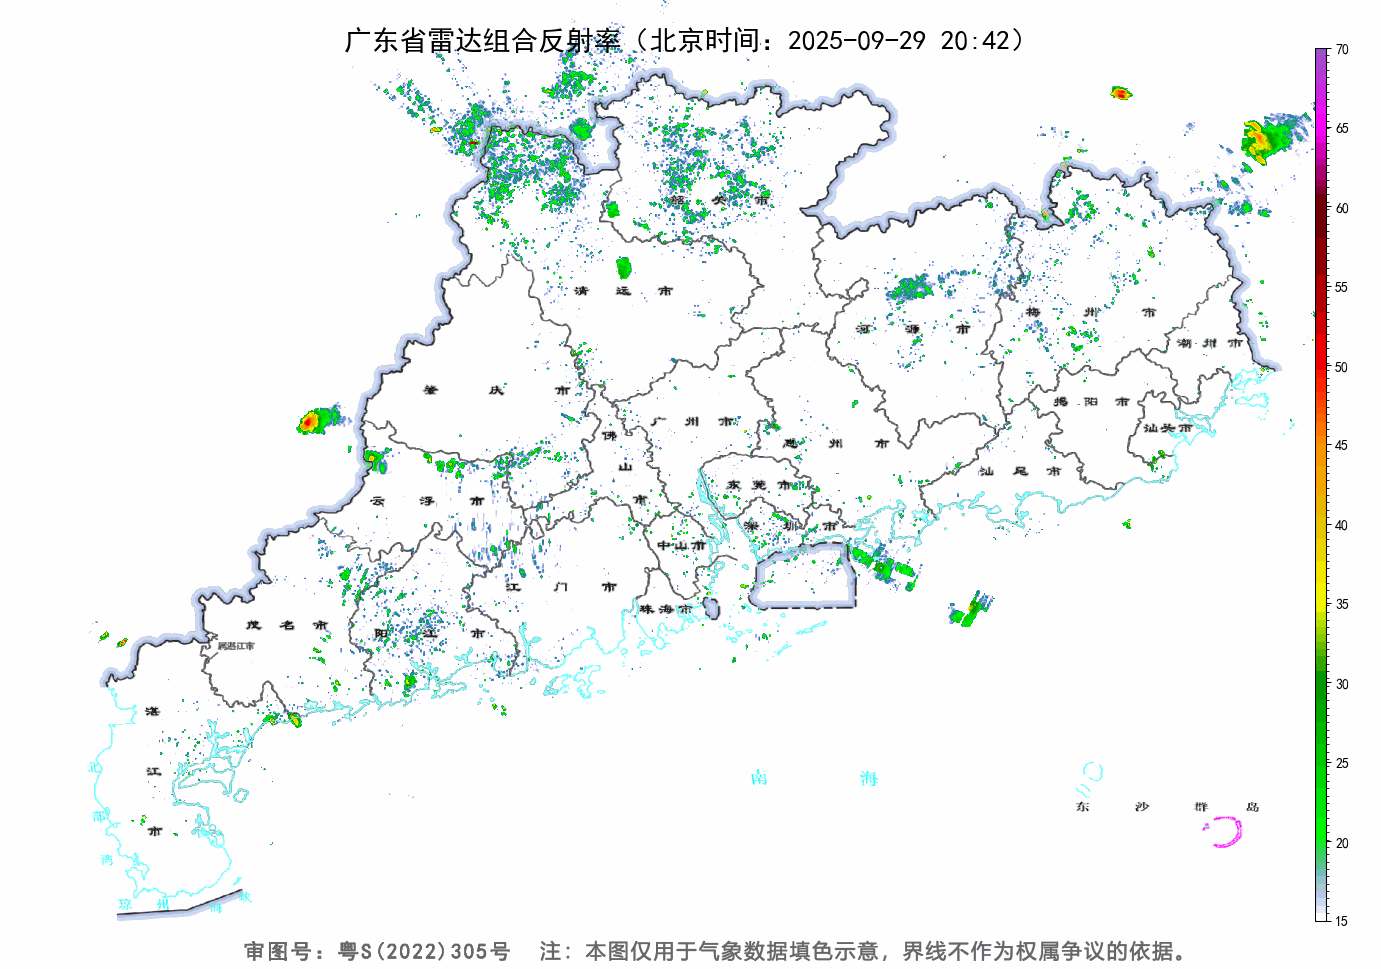 广东省雷达组合反射率（北京时间：2025-09-29 20:42）
70
65
60
55
50
45
40
35
30
25
20
15
韶关市
清远市
河源市
梅州市
潮州市
肇庆市
广州市
佛山市
惠州市
揭阳市
汕头市
汕尾市
云浮市
东莞市
深圳市
中山市
江门市
珠海市
茂名市
阳江市
属湛江市
湛江市
北部湾
南海
东沙群岛
琼州海峡
审图号：粤S(2022)305号 注：本图仅用于气象数据填色示意，界线不作为权属争议的依据。